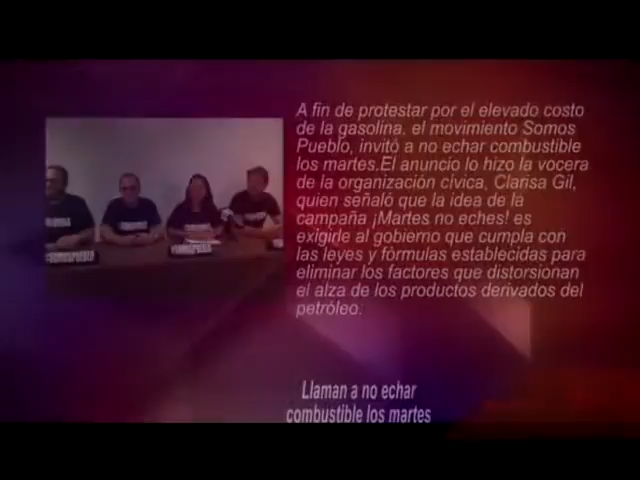 A fin de protestar por el elevado costo
de la gasolina. el movimiento Somos
Pueblo, invitó a no echar combustible
los martes.El anuncio lo hizo la vocera
de la organización cívica, Clarisa Gil,
quien señaló que la idea de la
campaña ¡Martes no eches! es
exigirle al gobierno que cumpla con
las leyes y fórmulas establecidas para
eliminar los factores que distorsionan
el alza de los productos derivados del
petróleo.
#SOMOSPUEBLO
Llaman a no echar
combustible los martes